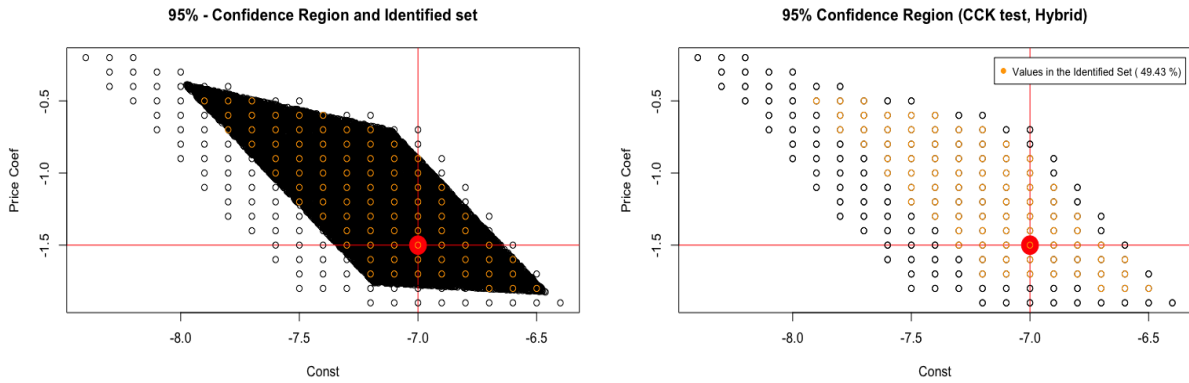 95% - Confidence Region and Identified set
Price Coef
-0.5
-1.0
-1.5
-8.0
-7.5
-7.0
-6.5
Const
95% Confidence Region (CCK test, Hybrid)
Values in the Identified Set ( 49.43 %)
Price Coef
-0.5
-1.0
-1.5
-8.0
-7.5
-7.0
-6.5
Const